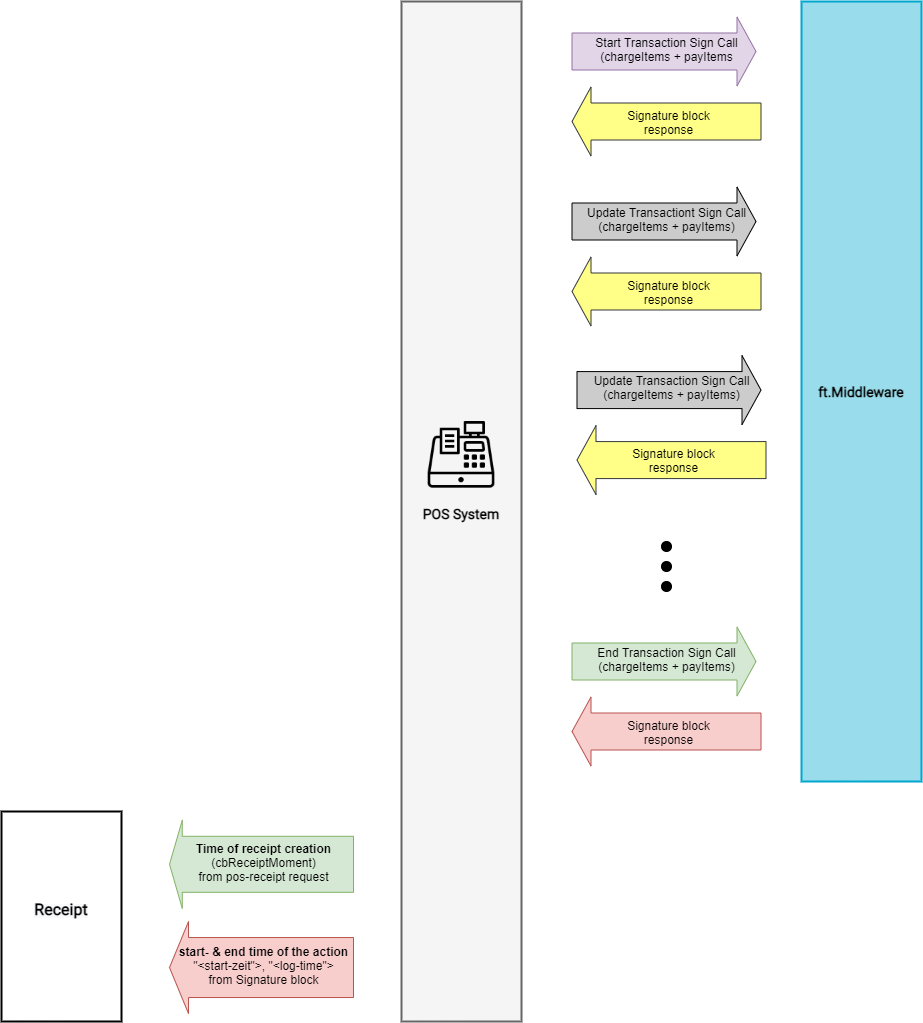 Start Transaction Sign Call
(chargeItems + payItems
Signature block
response
Update Transactiont Sign Call
(chargeItems + payItems)
Signature block
response
Update Transaction Sign Call
(chargeItems + payItems)
ft.Middleware
Signature block
response
POS System
End Transaction Sign Call
(chargeItems + payItems)
Signature block
response
Time of receipt creation
(cbReceiptMoment)
from pos-receipt request
Receipt
start- & end time of the action
"<start-zeit">, "<log-time">
from Signature block